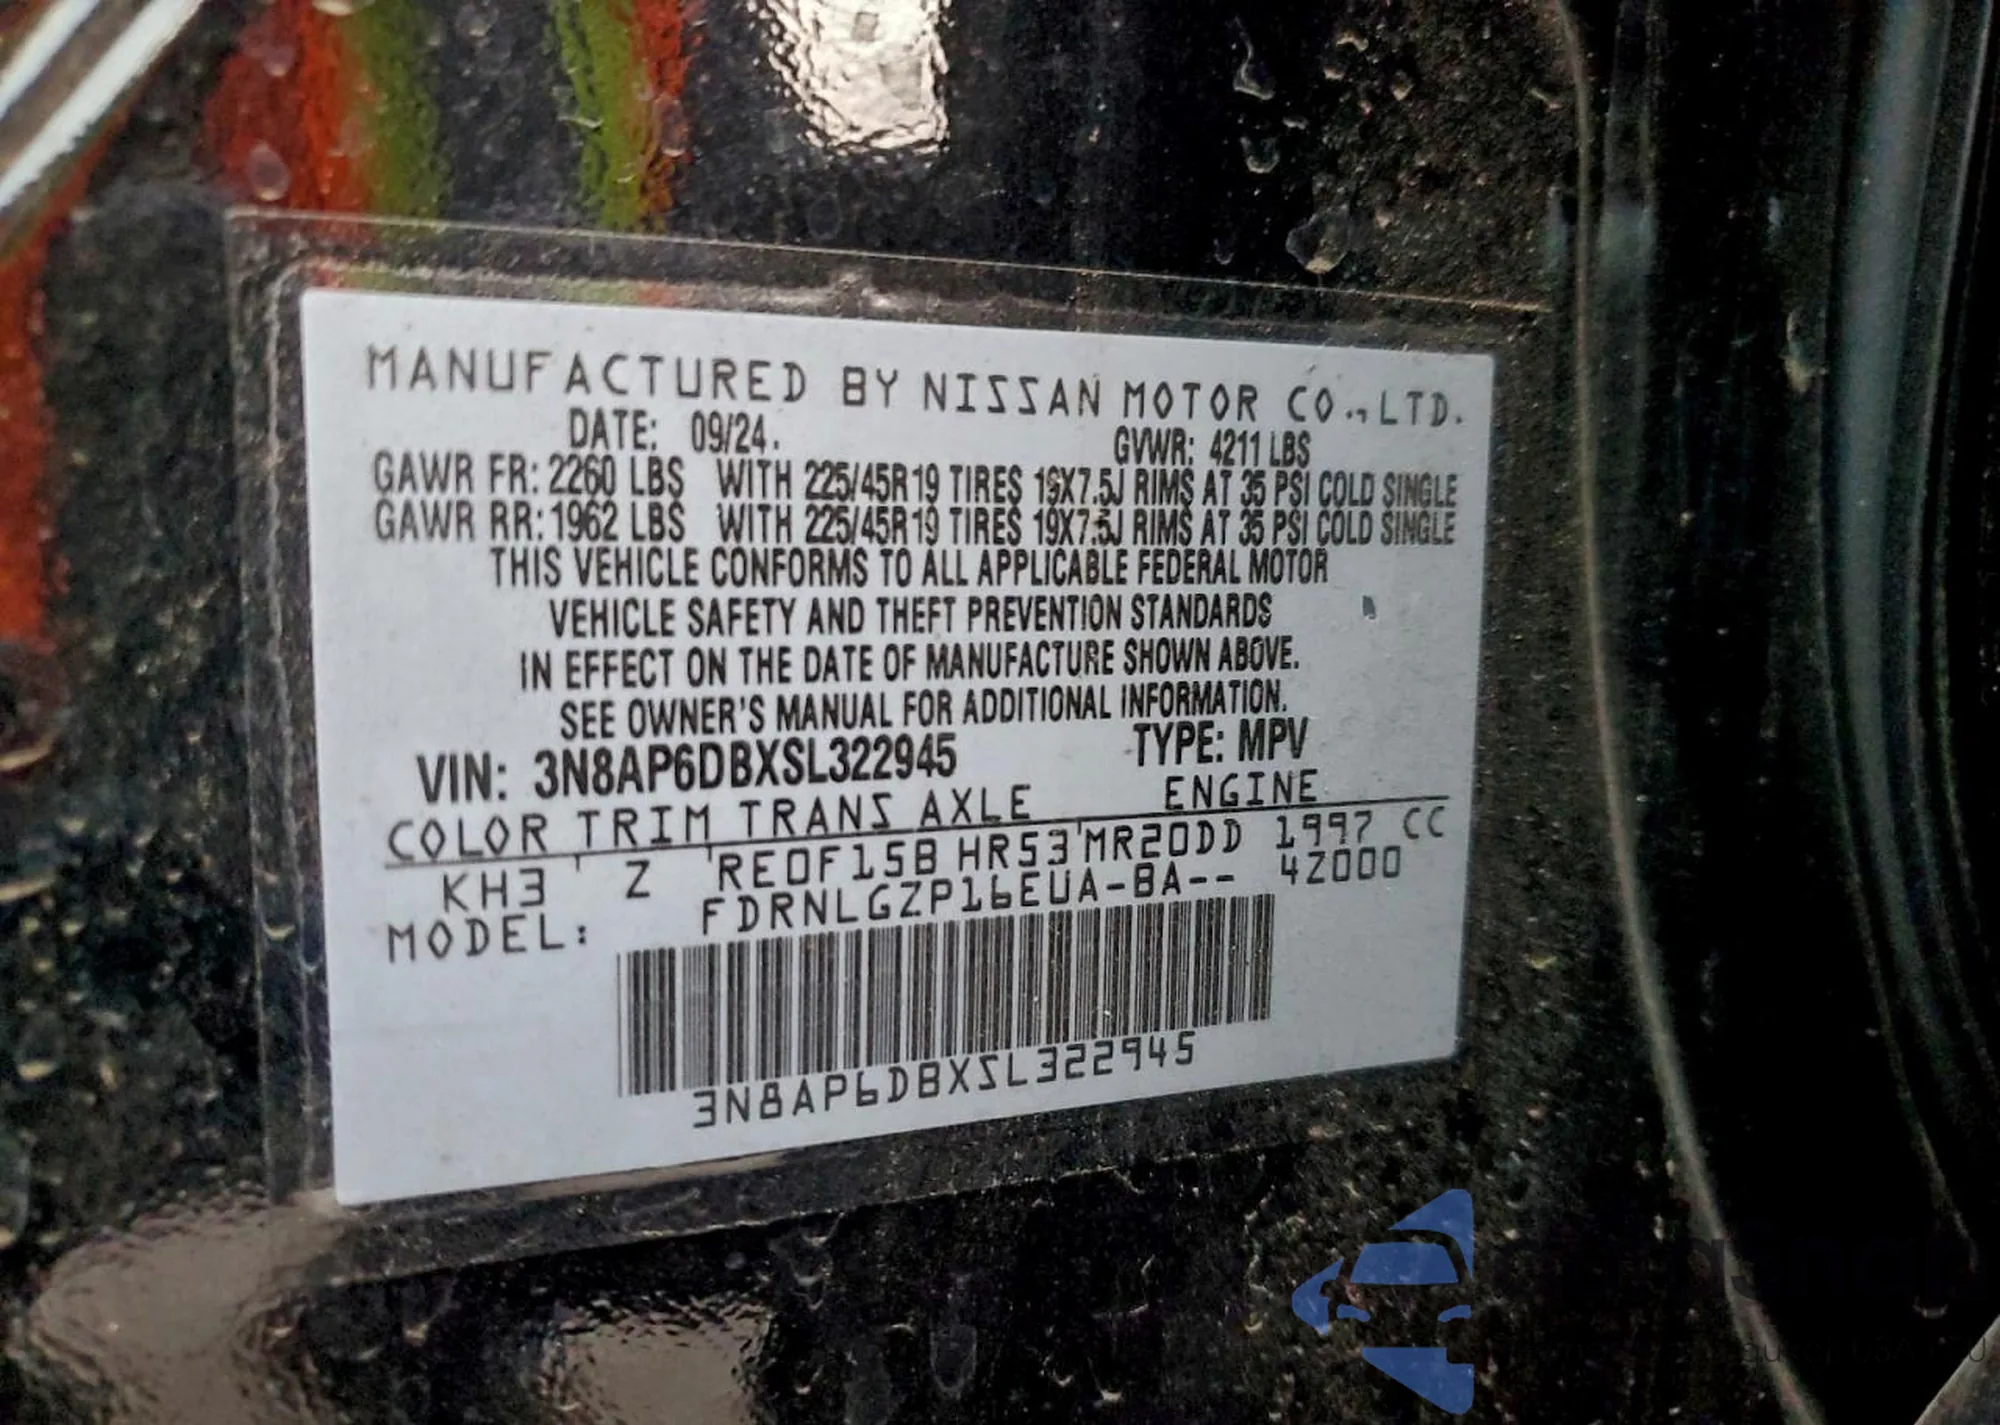 MANUFACTURED BY NISSAN MOTOR CO., LTD.
DATE: 09/24. GVWR: 4211 LBS
GAWR FR: 2260 LBS WITH 225/45R19 TIRES 19X7.5J RIMS AT 35 PSI COLD SINGLE
GAWR RR: 1962 LBS WITH 225/45R19 TIRES 19X7.5J RIMS AT 35 PSI COLD SINGLE
THIS VEHICLE CONFORMS TO ALL APPLICABLE FEDERAL MOTOR
VEHICLE SAFETY AND THEFT PREVENTION STANDARDS
IN EFFECT ON THE DATE OF MANUFACTURE SHOWN ABOVE.
SEE OWNER'S MANUAL FOR ADDITIONAL INFORMATION.
VIN: 3N8AP6DBXSL322945 TYPE: MPV
COLOR TRIM TRANS AXLE ENGINE
KH3 Z RE0F15B HR53 MR20DD 1997 CC
MODEL: FDRNLGZP16EUA-BA-- 4Z000
3N8AP6DBXSL322945